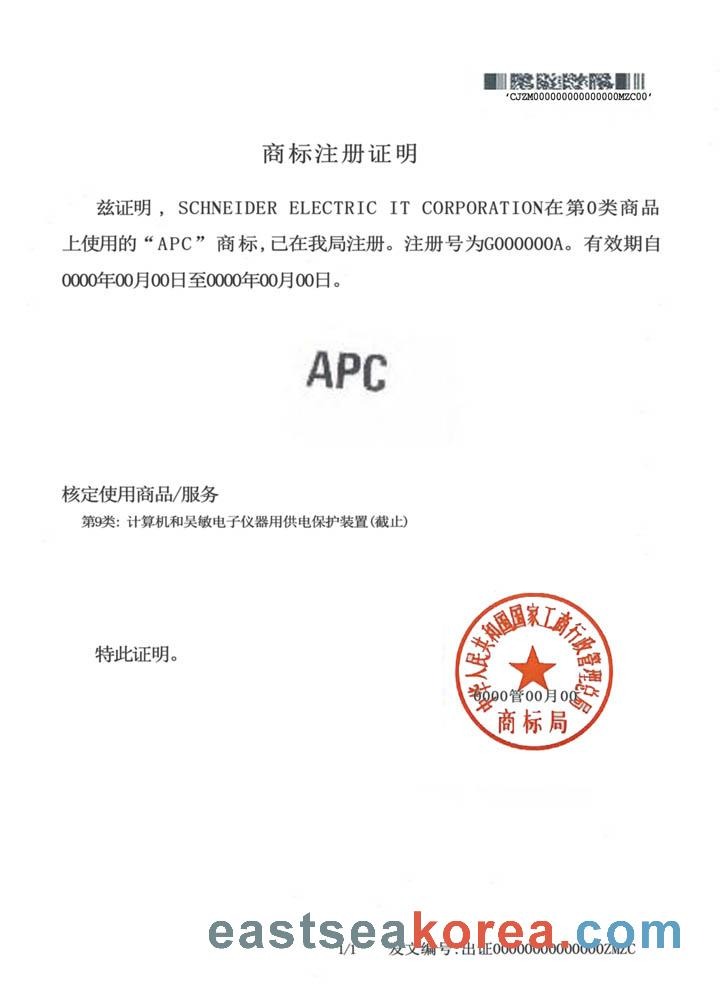 ‘CJZM000000000000000MZC00‘
商标注册证明
兹证明，SCHNEIDER ELECTRIC IT CORPORATION在第0类商品
上使用的“APC”商标,已在我局注册。注册号为G000000A。有效期自
0000年00月00日至0000年00月00日。
APC
核定使用商品/服务
第9类: 计算机和吴敏电子仪器用供电保护装置(截止)
特此证明。
中华人民共和国国家工商行政管理总局
0000管00月00
商标局
eastseakorea.com
1/1 发文编号:出证00000000000000ZMZC